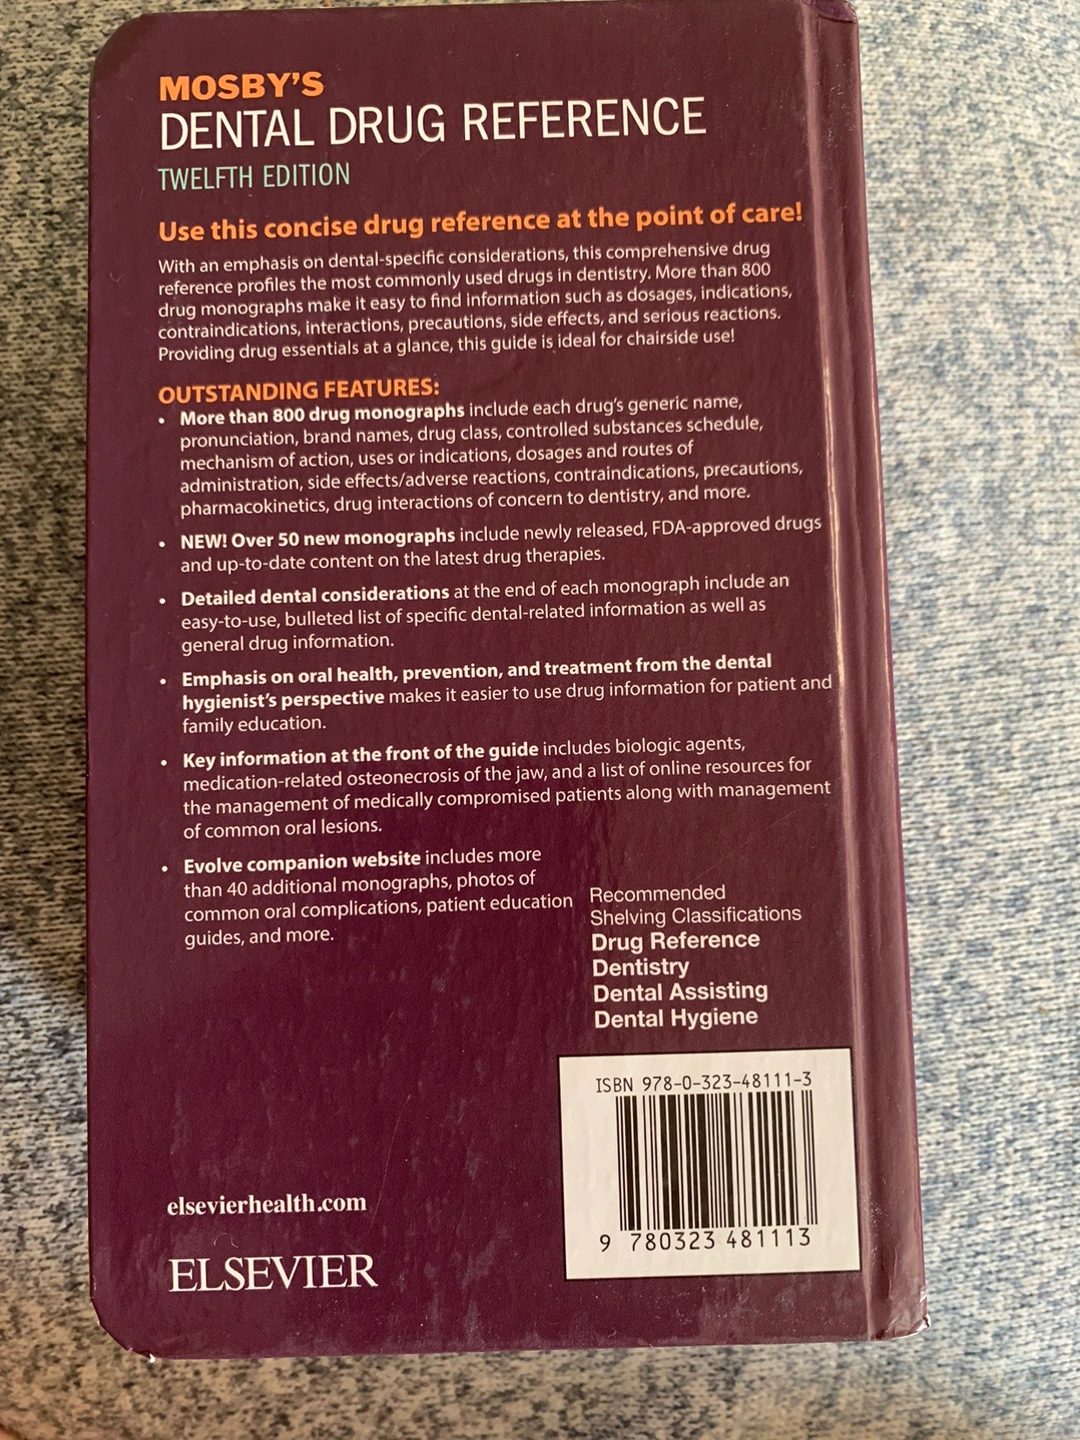 MOSBY'S
DENTAL DRUG REFERENCE
TWELFTH EDITION
Use this concise drug reference at the point of care!
With an emphasis on dental-specific considerations, this comprehensive drug
reference profiles the most commonly used drugs in dentistry. More than 800
drug monographs make it easy to find information such as dosages, indications,
contraindications, interactions, precautions, side effects, and serious reactions.
Providing drug essentials at a glance, this guide is ideal for chairside use!
OUTSTANDING FEATURES:
• More than 800 drug monographs include each drug's generic name,
pronunciation, brand names, drug class, controlled substances schedule,
mechanism of action, uses or indications, dosages and routes of
administration, side effects/adverse reactions, contraindications, precautions,
pharmacokinetics, drug interactions of concern to dentistry, and more.
• NEW! Over 50 new monographs include newly released, FDA-approved drugs
and up-to-date content on the latest drug therapies.
• Detailed dental considerations at the end of each monograph include an
easy-to-use, bulleted list of specific dental-related information as well as
general drug information.
• Emphasis on oral health, prevention, and treatment from the dental
hygienist's perspective makes it easier to use drug information for patient and
family education.
• Key information at the front of the guide includes biologic agents,
medication-related osteonecrosis of the jaw, and a list of online resources for
the management of medically compromised patients along with management
of common oral lesions.
• Evolve companion website includes more
than 40 additional monographs, photos of
common oral complications, patient education
guides, and more.
Recommended
Shelving Classifications
Drug Reference
Dentistry
Dental Assisting
Dental Hygiene
ISBN 978-0-323-48111-3
9 780323 481113
elsevierhealth.com
ELSEVIER